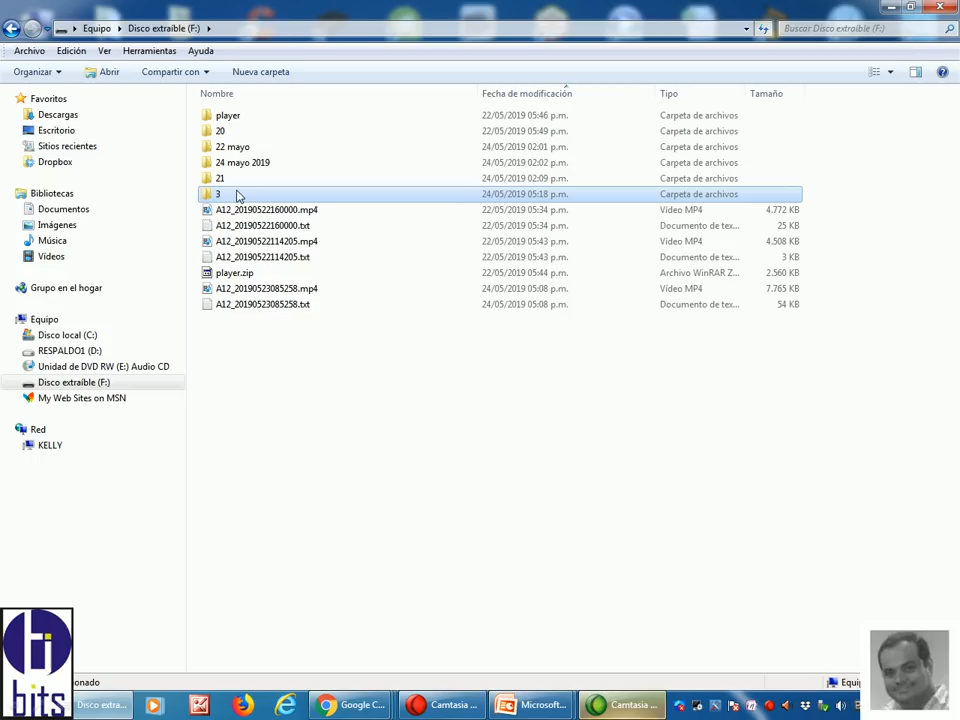 Equipo ▸ Disco extraíble (F:) ▸
Buscar Disco extraíble (F:)
Archivo Edición Ver Herramientas Ayuda
Organizar Abrir Compartir con Nueva carpeta
Nombre Fecha de modificación Tipo Tamaño
Favoritos
Descargas
Escritorio
Sitios recientes
Dropbox
Bibliotecas
Documentos
Imágenes
Música
Vídeos
Grupo en el hogar
Equipo
Disco local (C:)
RESPALDO1 (D:)
Unidad de DVD RW (E:) Audio CD
Disco extraíble (F:)
My Web Sites on MSN
Red
KELLY
player 22/05/2019 05:46 p.m. Carpeta de archivos
20 22/05/2019 05:49 p.m. Carpeta de archivos
22 mayo 24/05/2019 02:01 p.m. Carpeta de archivos
24 mayo 2019 24/05/2019 02:02 p.m. Carpeta de archivos
21 24/05/2019 02:09 p.m. Carpeta de archivos
3 24/05/2019 05:18 p.m. Carpeta de archivos
A12_20190522160000.mp4 22/05/2019 05:34 p.m. Vídeo MP4 4.772 KB
A12_20190522160000.txt 22/05/2019 05:34 p.m. Documento de tex... 25 KB
A12_20190522114205.mp4 22/05/2019 05:43 p.m. Vídeo MP4 4.508 KB
A12_20190522114205.txt 22/05/2019 05:43 p.m. Documento de tex... 3 KB
player.zip 22/05/2019 05:44 p.m. Archivo WinRAR Z... 2.560 KB
A12_20190523085258.mp4 24/05/2019 05:08 p.m. Vídeo MP4 7.765 KB
A12_20190523085258.txt 24/05/2019 05:08 p.m. Documento de tex... 54 KB
onado
Equip
bits
Disco extra... Google C... Camtasia ... Microsoft... Camtasia ...